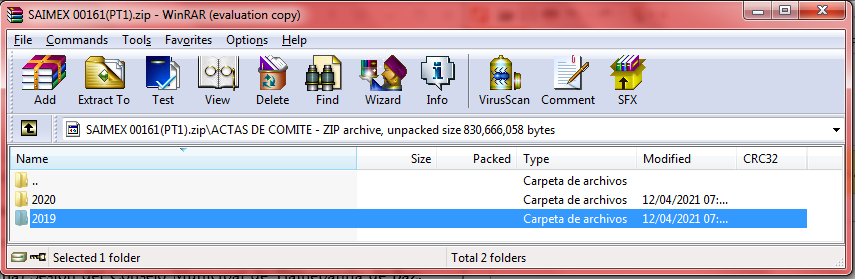 SAIMEX 00161(PT1).zip - WinRAR (evaluation copy)
File Commands Tools Favorites Options Help
Add Extract To Test View Delete Find Wizard Info VirusScan Comment SFX
SAIMEX 00161(PT1).zip\ACTAS DE COMITE - ZIP archive, unpacked size 830,666,058 bytes
Name Size Packed Type Modified CRC32
.. Carpeta de archivos
2020 Carpeta de archivos 12/04/2021 07:...
2019 Carpeta de archivos 12/04/2021 07:...
Selected 1 folder Total 2 folders